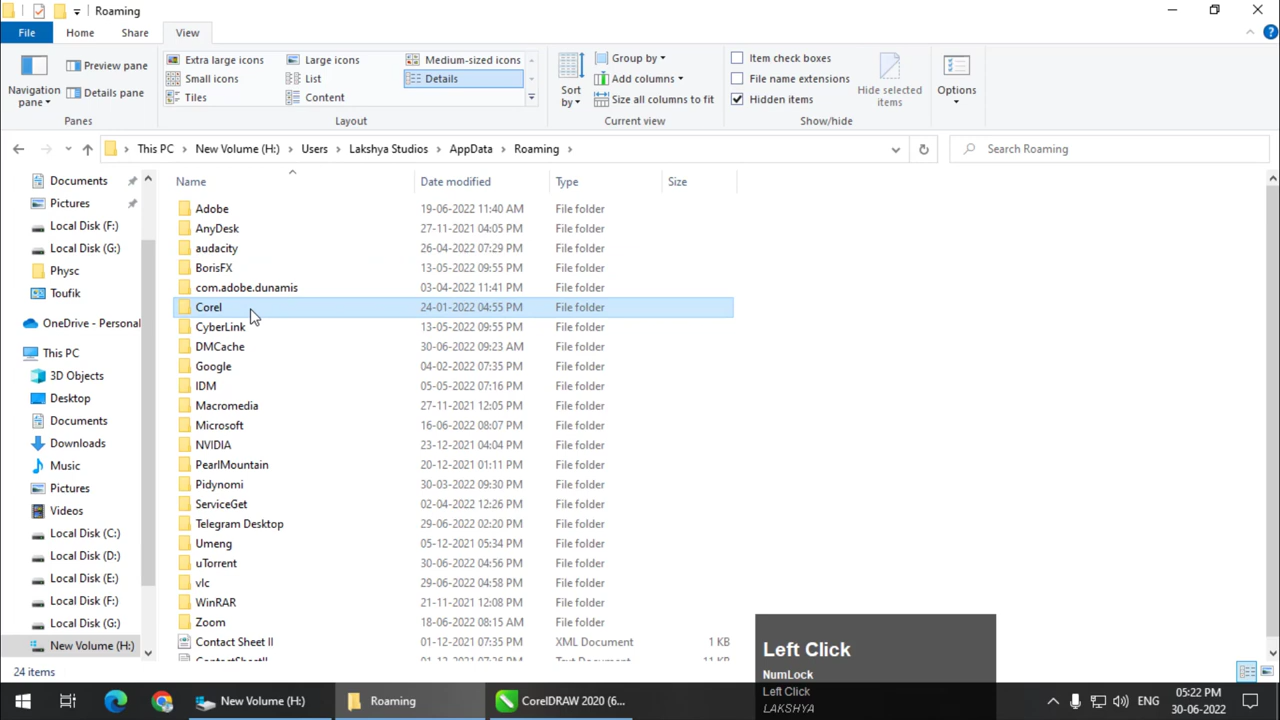 Roaming
File Home Share View
Navigation pane
Preview pane
Details pane
Panes
Extra large icons Large icons Medium-sized icons
Small icons List Details
Tiles Content
Layout
Sort by
Group by
Add columns
Size all columns to fit
Current view
Item check boxes
File name extensions
Hidden items
Hide selected items
Show/hide
Options
This PC > New Volume (H:) > Users > Lakshya Studios > AppData > Roaming >
Search Roaming
Documents
Pictures
Local Disk (F:)
Local Disk (G:)
Physc
Toufik
OneDrive - Personal
This PC
3D Objects
Desktop
Documents
Downloads
Music
Pictures
Videos
Local Disk (C:)
Local Disk (D:)
Local Disk (E:)
Local Disk (F:)
Local Disk (G:)
New Volume (H:)
Name Date modified Type Size
Adobe 19-06-2022 11:40 AM File folder
AnyDesk 27-11-2021 04:05 PM File folder
audacity 26-04-2022 07:29 PM File folder
BorisFX 13-05-2022 09:55 PM File folder
com.adobe.dunamis 03-04-2022 11:41 PM File folder
Corel 24-01-2022 04:55 PM File folder
CyberLink 13-05-2022 09:55 PM File folder
DMCache 30-06-2022 09:23 AM File folder
Google 04-02-2022 07:35 PM File folder
IDM 05-05-2022 07:16 PM File folder
Macromedia 27-11-2021 12:05 PM File folder
Microsoft 16-06-2022 08:07 PM File folder
NVIDIA 23-12-2021 04:04 PM File folder
PearlMountain 20-12-2021 01:11 PM File folder
Pidynomi 30-03-2022 09:30 PM File folder
ServiceGet 02-04-2022 12:26 PM File folder
Telegram Desktop 29-06-2022 02:20 PM File folder
Umeng 05-12-2021 05:34 PM File folder
uTorrent 30-06-2022 04:56 PM File folder
vlc 29-06-2022 04:58 PM File folder
WinRAR 21-11-2021 12:08 PM File folder
Zoom 18-06-2022 08:15 AM File folder
Contact Sheet II 01-12-2021 07:35 PM XML Document 1 KB
ContactSheetII 01-12-2021 07:36 PM Text Document 11 KB
24 items
Left Click
NumLock
Left Click
LAKSHYA
New Volume (H:)
Roaming
CorelDRAW 2020 (6...
ENG
05:22 PM
30-06-2022